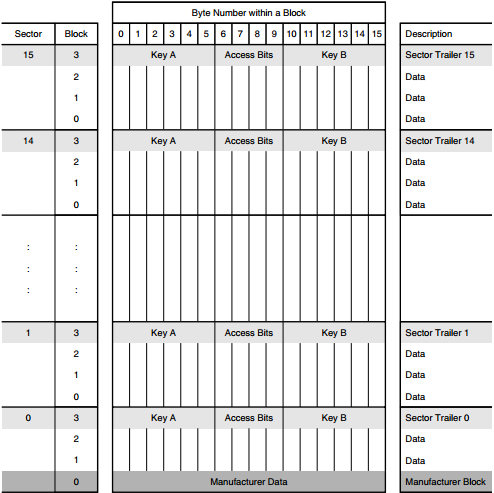 Byte Number within a Block
Sector Block 0 1 2 3 4 5 6 7 8 9 10 11 12 13 14 15 Description
15 3 Key A Access Bits Key B Sector Trailer 15
2 Data
1 Data
0 Data
14 3 Key A Access Bits Key B Sector Trailer 14
2 Data
1 Data
0 Data
: :
: :
: :
1 3 Key A Access Bits Key B Sector Trailer 1
2 Data
1 Data
0 Data
0 3 Key A Access Bits Key B Sector Trailer 0
2 Data
1 Data
0 Manufacturer Data Manufacturer Block